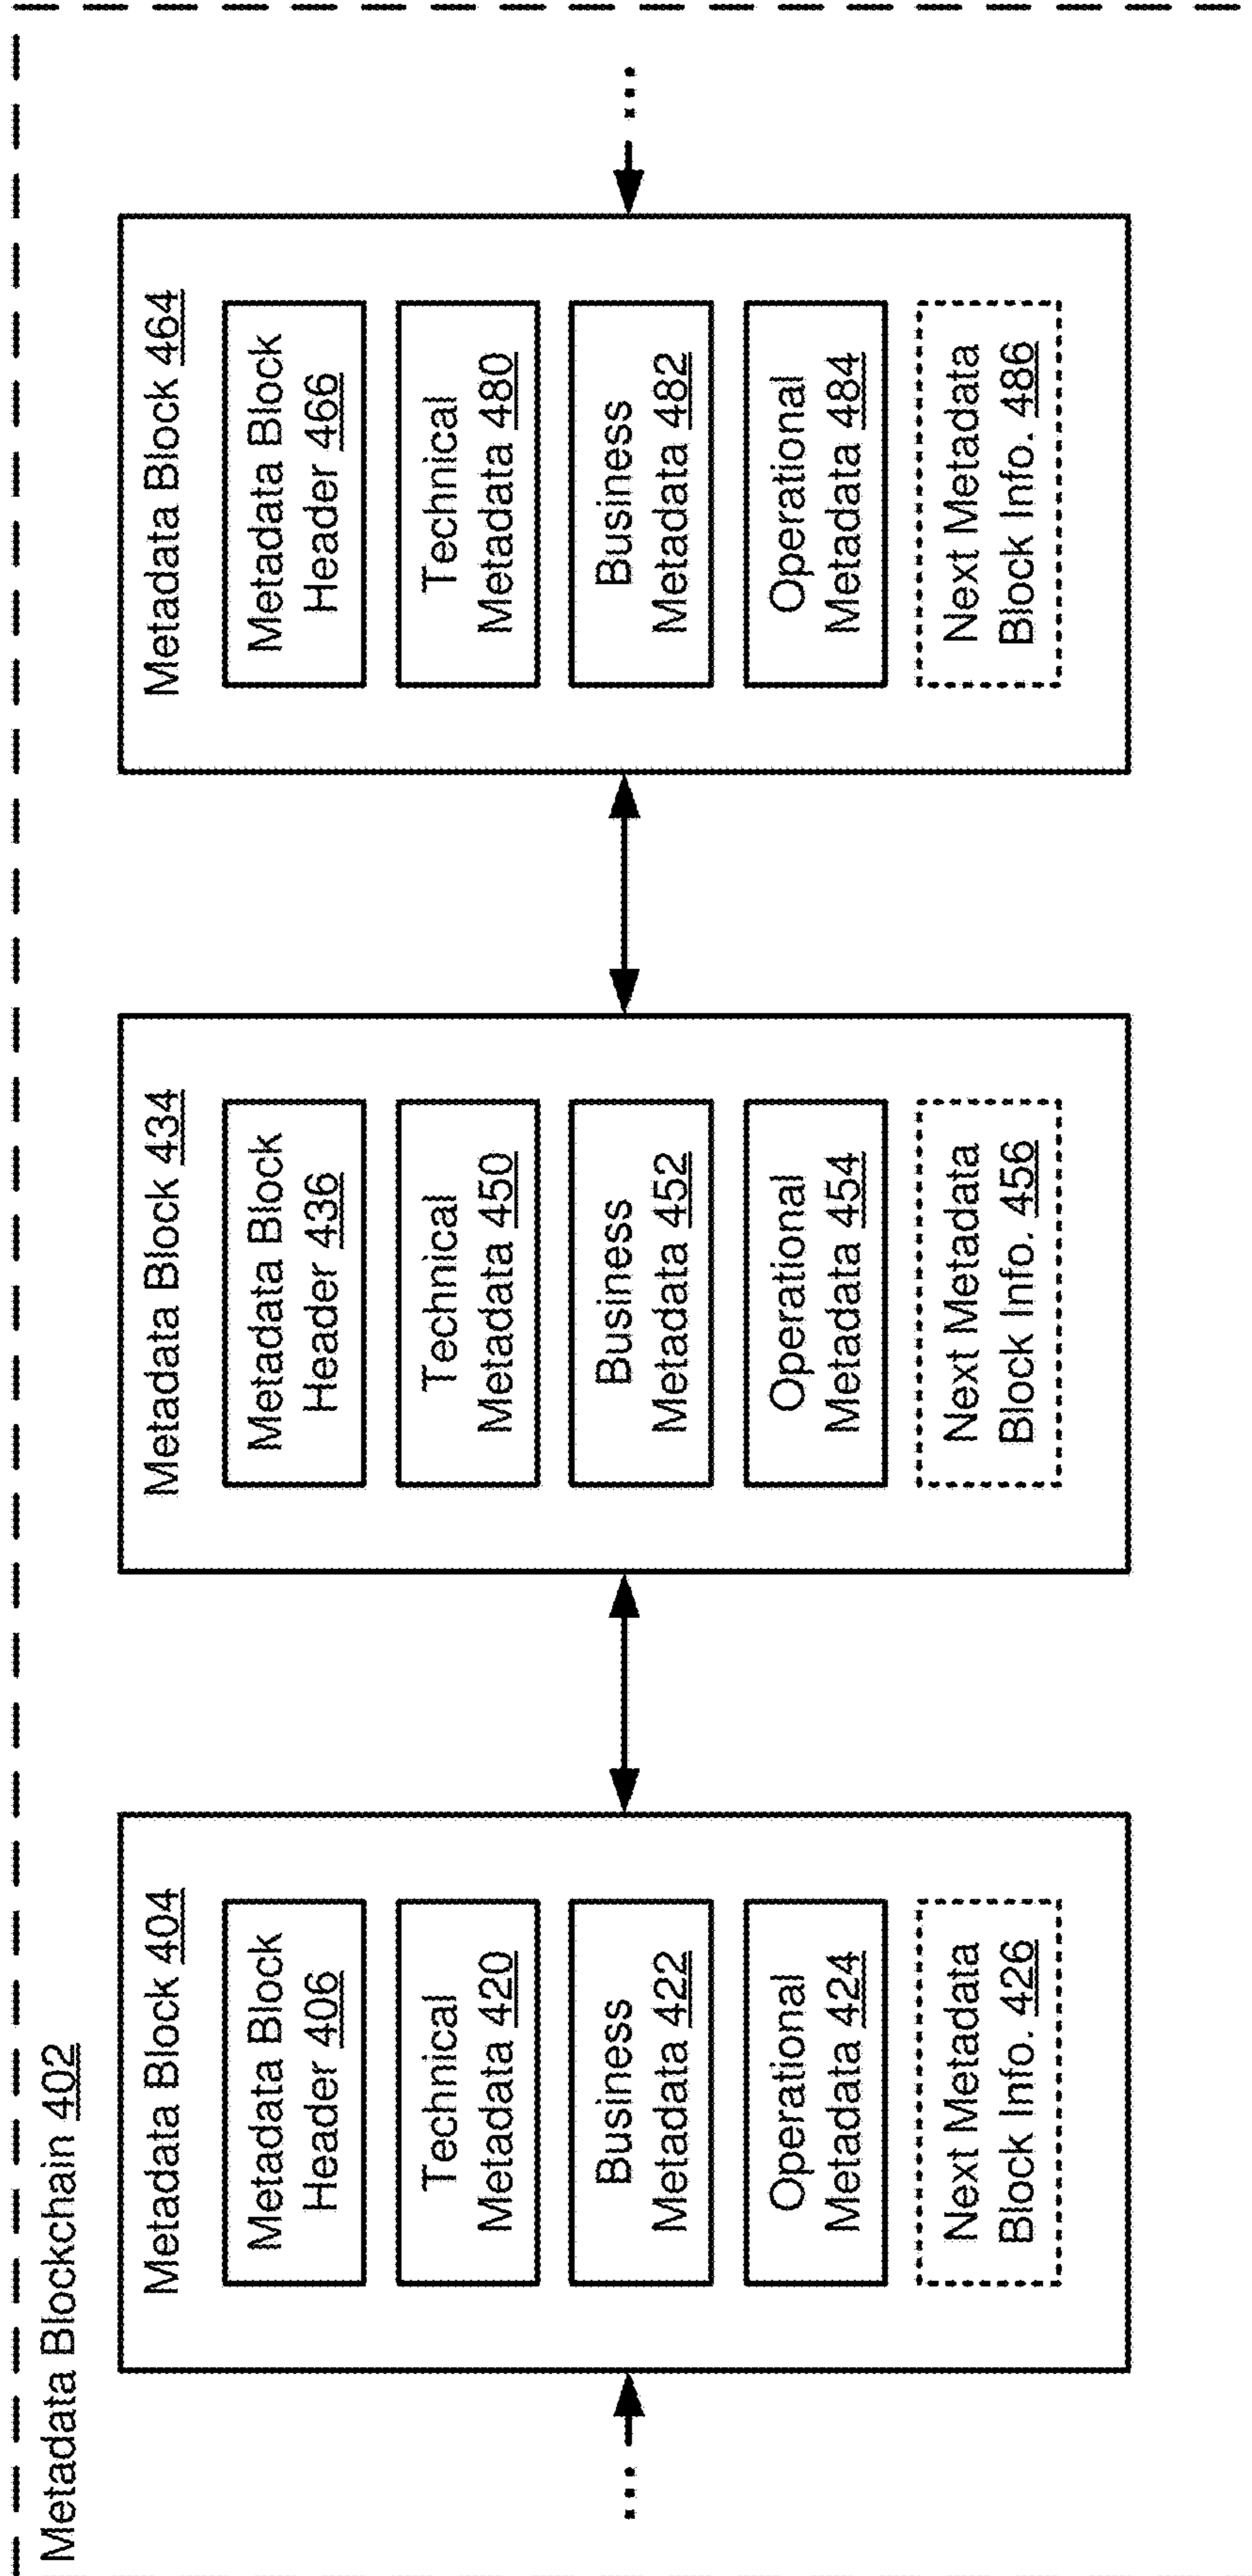 Metadata Blockchain 402
Metadata Block 404
Metadata Block
Header 406
Technical
Metadata 420
Business
Metadata 422
Operational
Metadata 424
Next Metadata
Block Info. 426
Metadata Block 434
Metadata Block
Header 436
Technical
Metadata 450
Business
Metadata 452
Operational
Metadata 454
Next Metadata
Block Info. 456
Metadata Block 464
Metadata Block
Header 466
Technical
Metadata 480
Business
Metadata 482
Operational
Metadata 484
Next Metadata
Block Info. 486